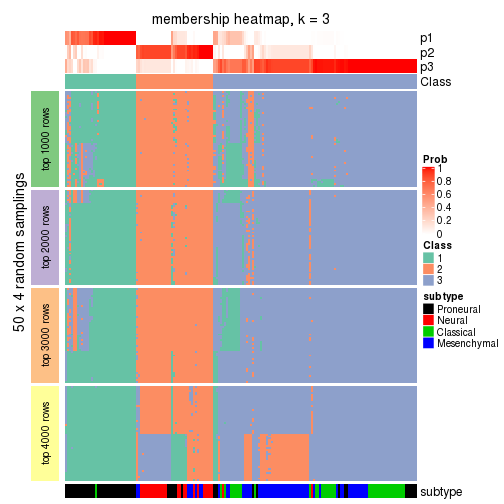 membership heatmap, k = 3
p1
p2
p3
Class
50 x 4 random samplings
top 1000 rows
top 2000 rows
top 3000 rows
top 4000 rows
Prob
1
0.8
0.6
0.4
0.2
0
Class
1
2
3
subtype
Proneural
Neural
Classical
Mesenchymal
subtype